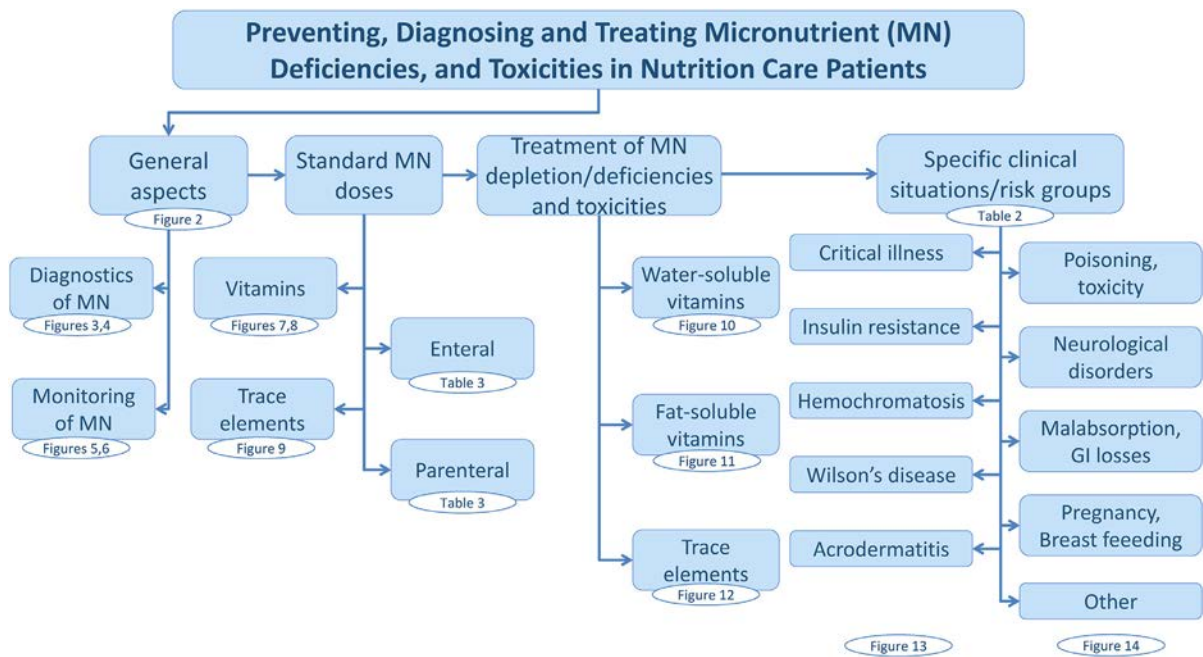 Preventing, Diagnosing and Treating Micronutrient (MN)
Deficiencies, and Toxicities in Nutrition Care Patients
General
aspects
Figure 2
Standard MN
doses
Treatment of MN
depletion/deficiencies
and toxicities
Specific clinical
situations/risk groups
Table 2
Diagnostics
of MN
Figures 3,4
Monitoring
of MN
Figures 5,6
Vitamins
Figures 7,8
Trace
elements
Figure 9
Enteral
Table 3
Parenteral
Table 3
Water-soluble
vitamins
Figure 10
Fat-soluble
vitamins
Figure 11
Trace
elements
Figure 12
Critical illness
Insulin resistance
Hemochromatosis
Wilson’s disease
Acrodermatitis
Figure 13
Poisoning,
toxicity
Neurological
disorders
Malabsorption,
GI losses
Pregnancy,
Breast feeeding
Other
Figure 14